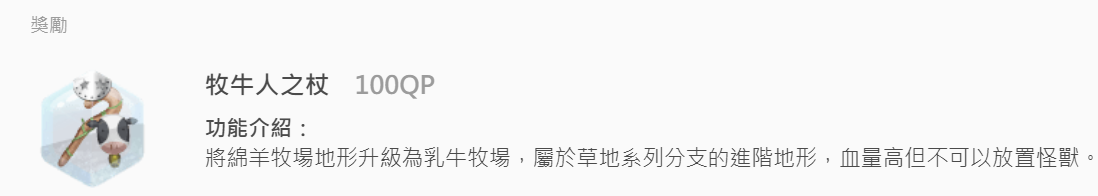 獎勵
牧牛人之杖 100QP
功能介紹：
將綿羊牧場地形升級為乳牛牧場，屬於草地系列分支的進階地形，血量高但不可以放置怪獸。